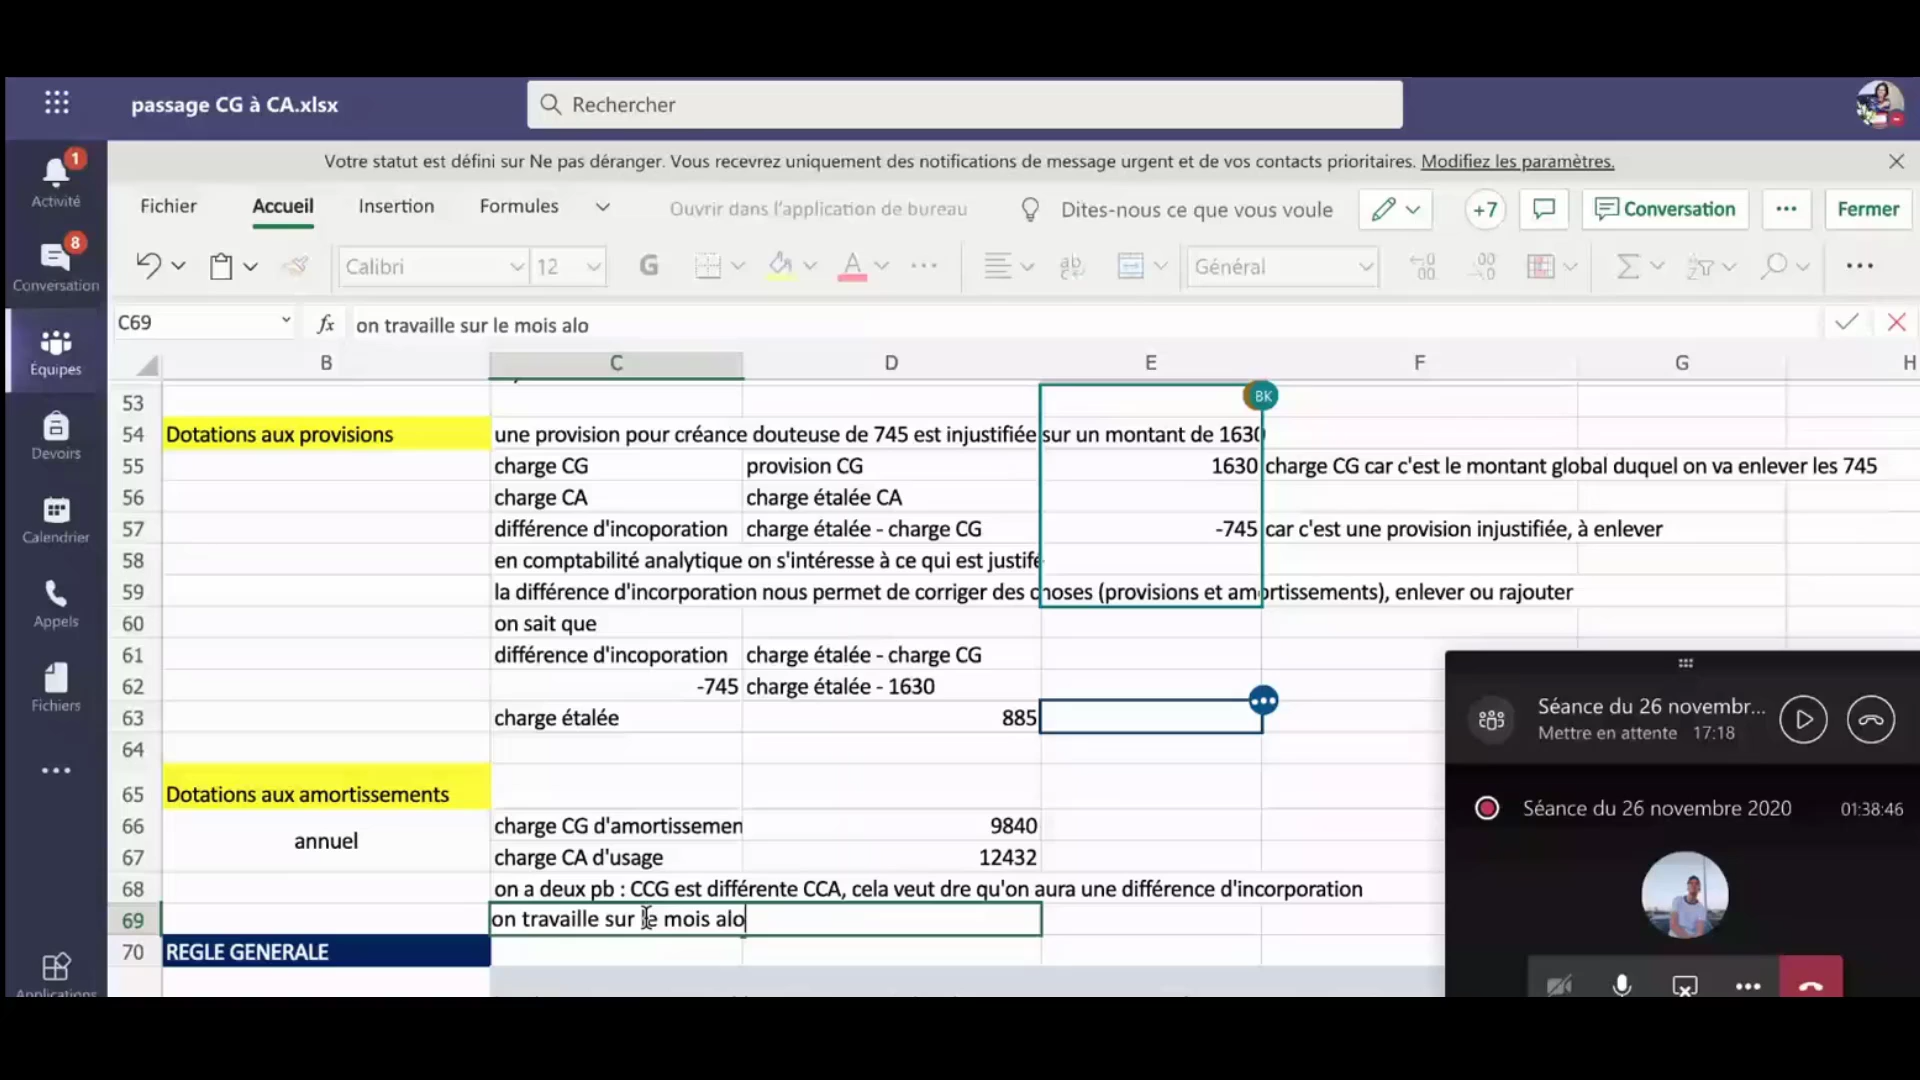 passage CG à CA.xlsx
Rechercher
Votre statut est défini sur Ne pas déranger. Vous recevrez uniquement des notifications de message urgent et de vos contacts prioritaires. Modifiez les paramètres.
1
Activité
8
Conversation
Équipes
Devoirs
Calendrier
Appels
Fichiers
Applications
Fichier
Accueil
Insertion
Formules
Ouvrir dans l'application de bureau
Dites-nous ce que vous voule
+7
Conversation
Fermer
Calibri
12
G
A
ab
Général
C69
fx
on travaille sur le mois alo
B C D E F G H
53
BK
54 Dotations aux provisions une provision pour créance douteuse de 745 est injustifiée sur un montant de 1630
55 charge CG provision CG 1630 charge CG car c'est le montant global duquel on va enlever les 745
56 charge CA charge étalée CA
57 différence d'incoporation charge étalée - charge CG -745 car c'est une provision injustifiée, à enlever
58 en comptabilité analytique on s'intéresse à ce qui est justifé
59 la différence d'incorporation nous permet de corriger des choses (provisions et amortissements), enlever ou rajouter
60 on sait que
61 différence d'incoporation charge étalée - charge CG
62 -745 charge étalée - 1630
63 charge étalée 885
64
65 Dotations aux amortissements
66 charge CG d'amortissemen 9840
annuel
67 charge CA d'usage 12432
68 on a deux pb : CCG est différente CCA, cela veut dre qu'on aura une différence d'incorporation
69 on travaille sur le mois alo
70 REGLE GENERALE
Séance du 26 novembr...
Mettre en attente 17:18
Séance du 26 novembre 2020 01:38:46